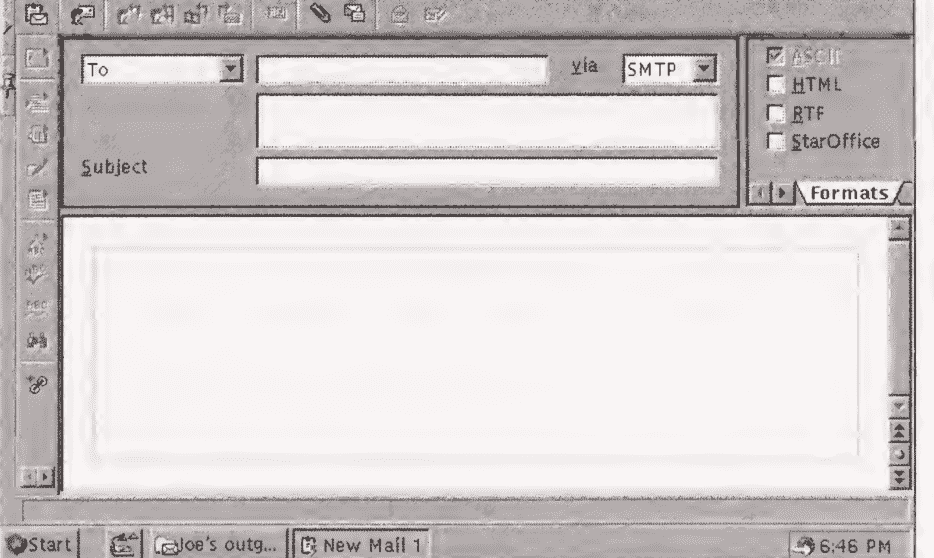 To via SMTP
ASCII
HTML
RTF
StarOffice
Subject
Formats
Start Joe's outg... New Mail 1 6:46 PM